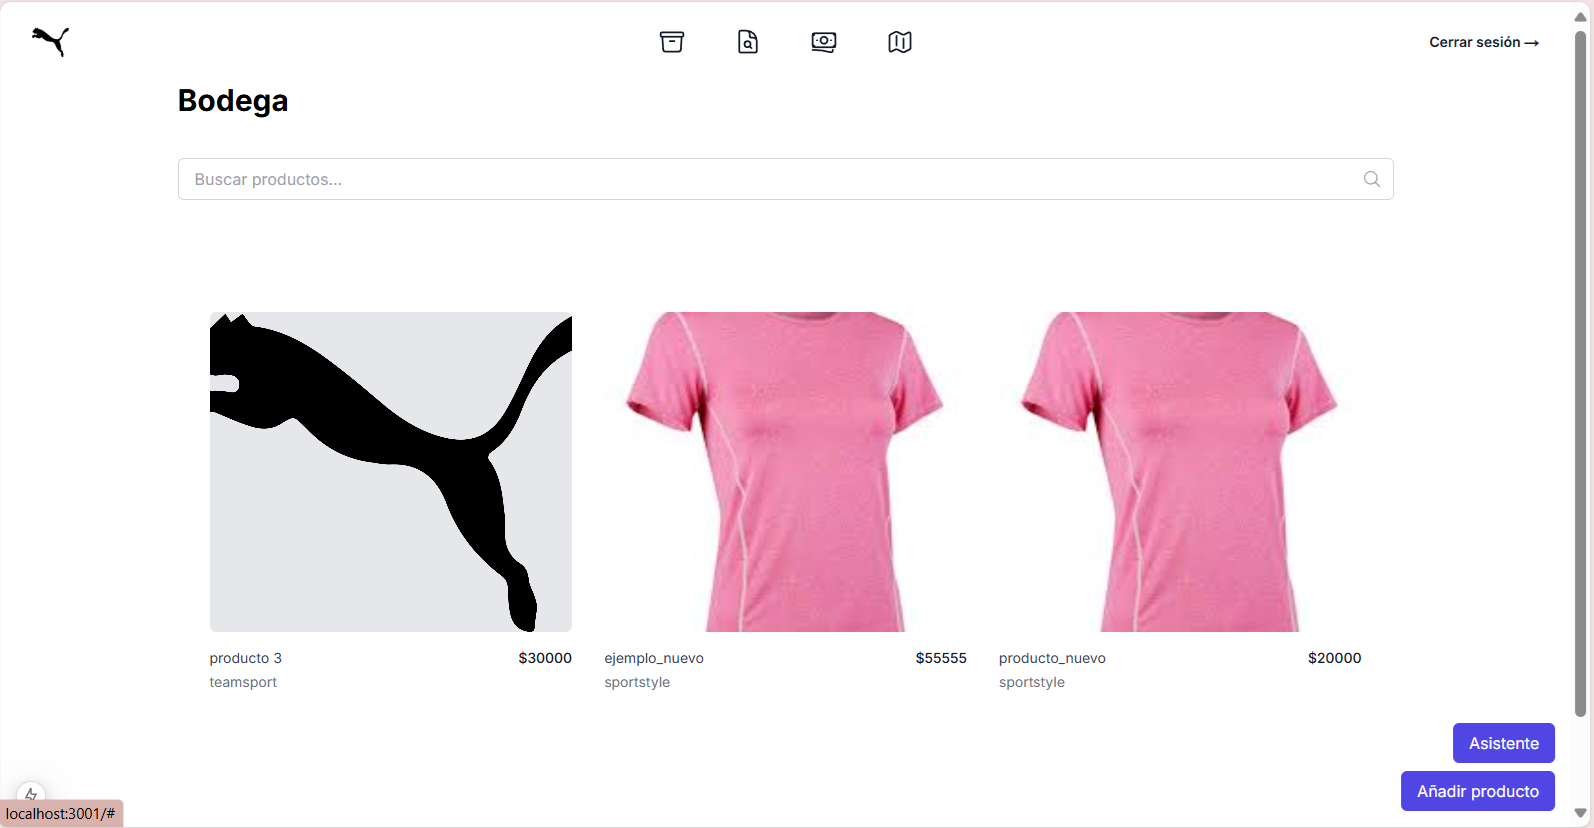 Cerrar sesión →
Bodega
Buscar productos...
producto 3 $30000
teamsport
ejemplo_nuevo $55555
sportstyle
producto_nuevo $20000
sportstyle
Asistente
Añadir producto
localhost:3001/#